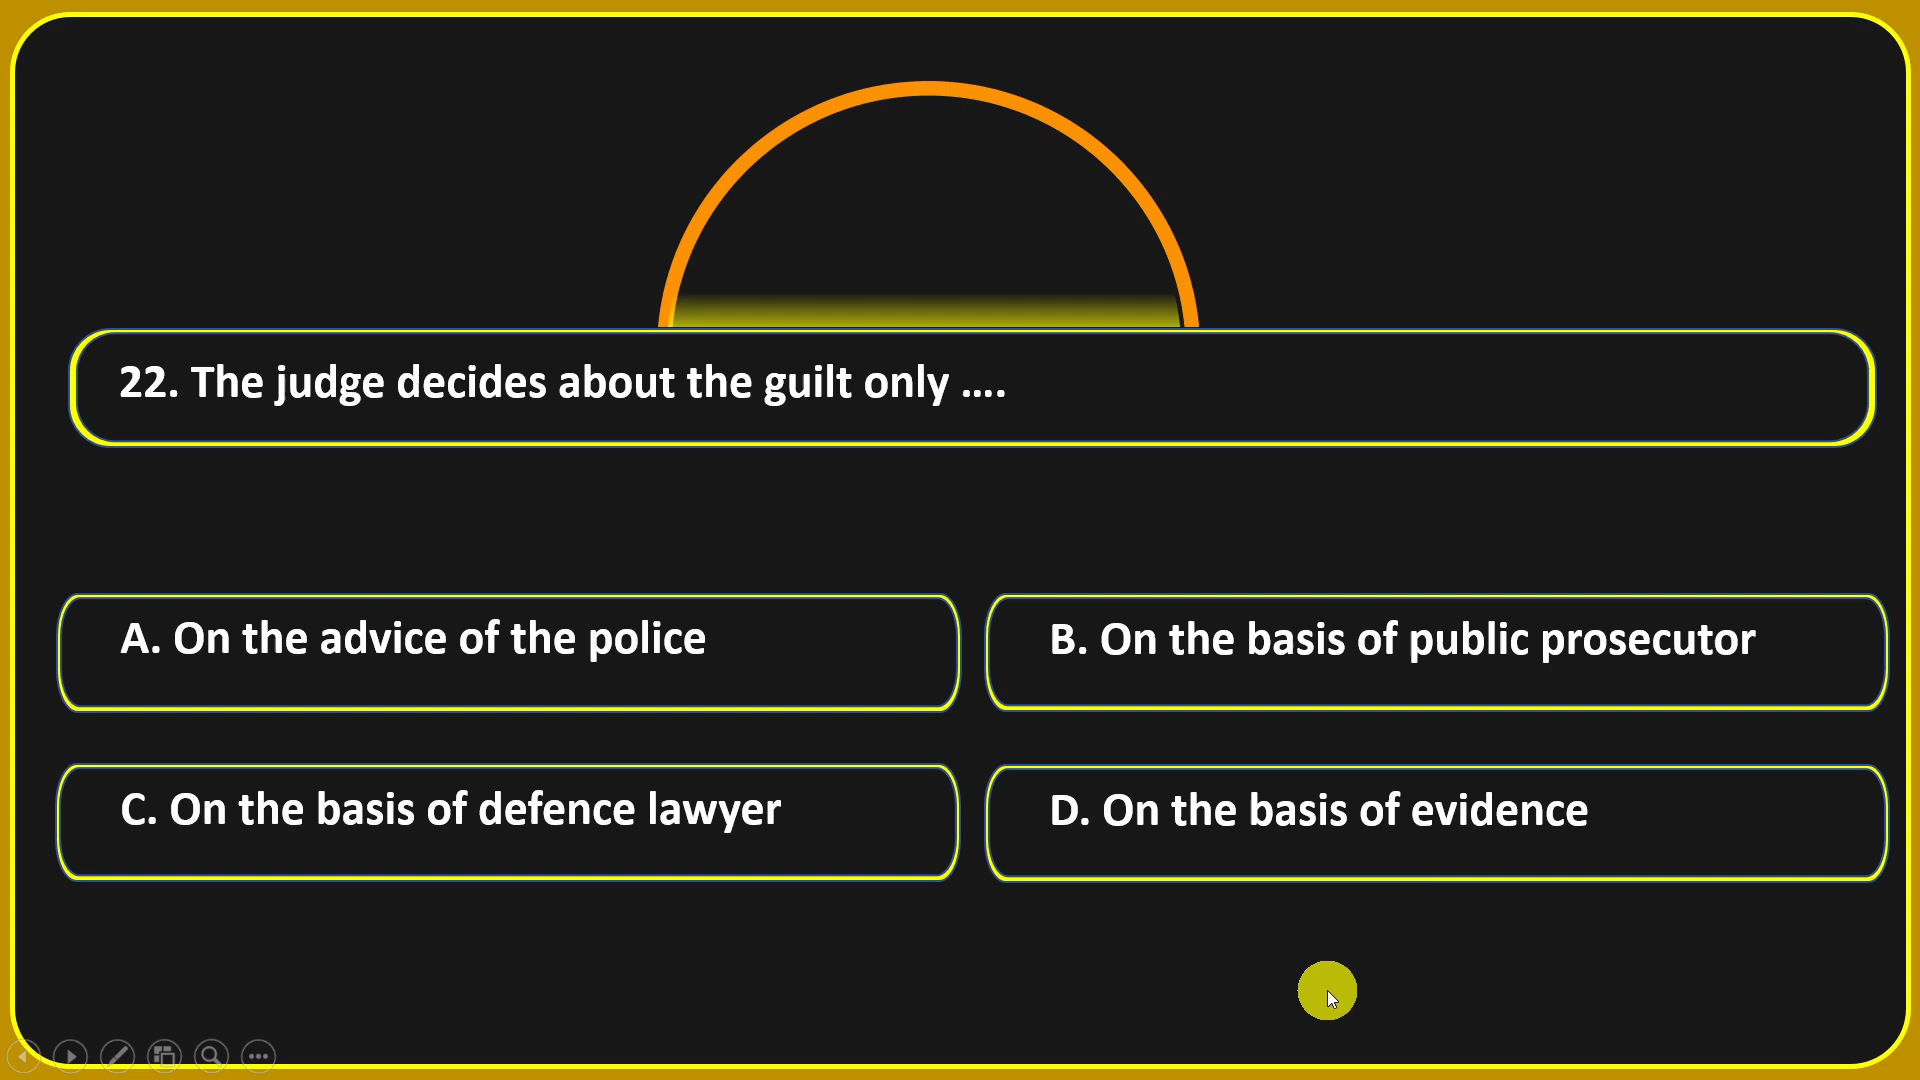 22. The judge decides about the guilt only ....
A. On the advice of the police
B. On the basis of public prosecutor
C. On the basis of defence lawyer
D. On the basis of evidence